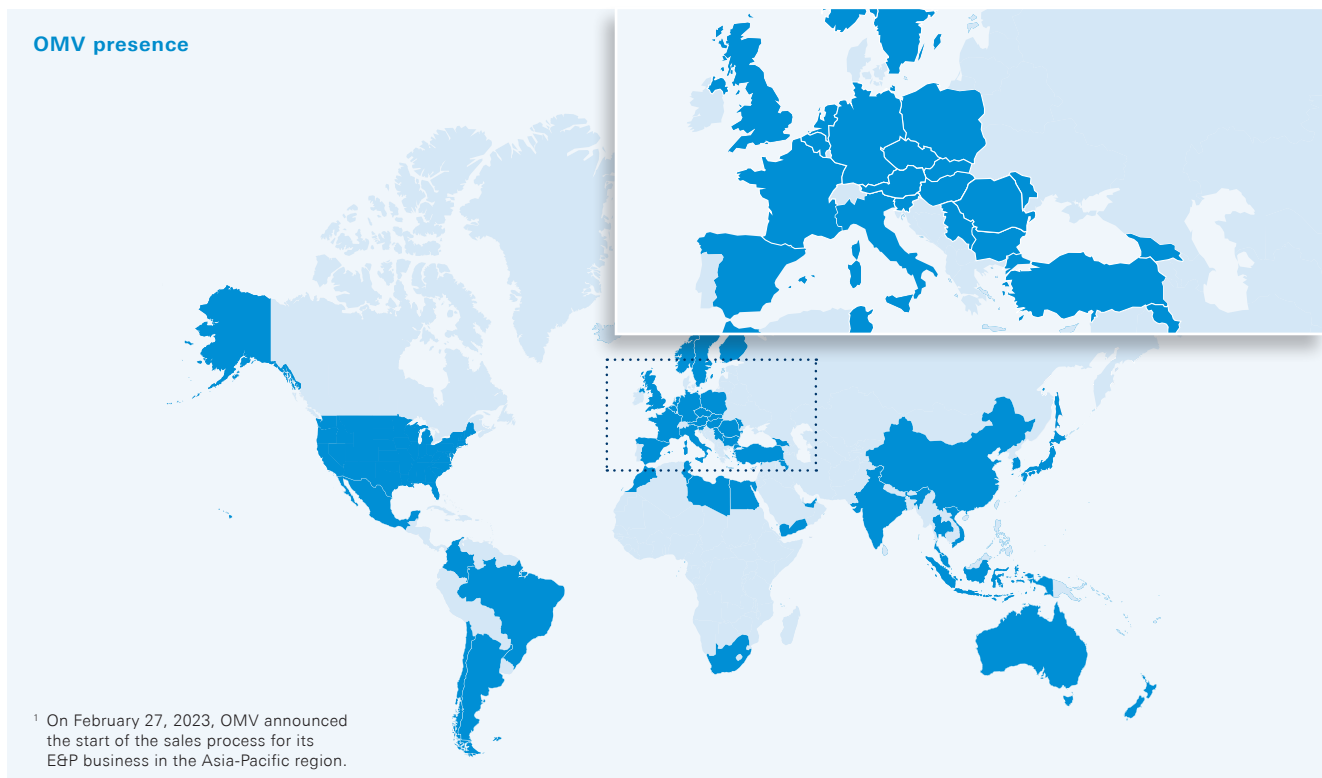 OMV presence
¹ On February 27, 2023, OMV announced
the start of the sales process for its
E&P business in the Asia-Pacific region.